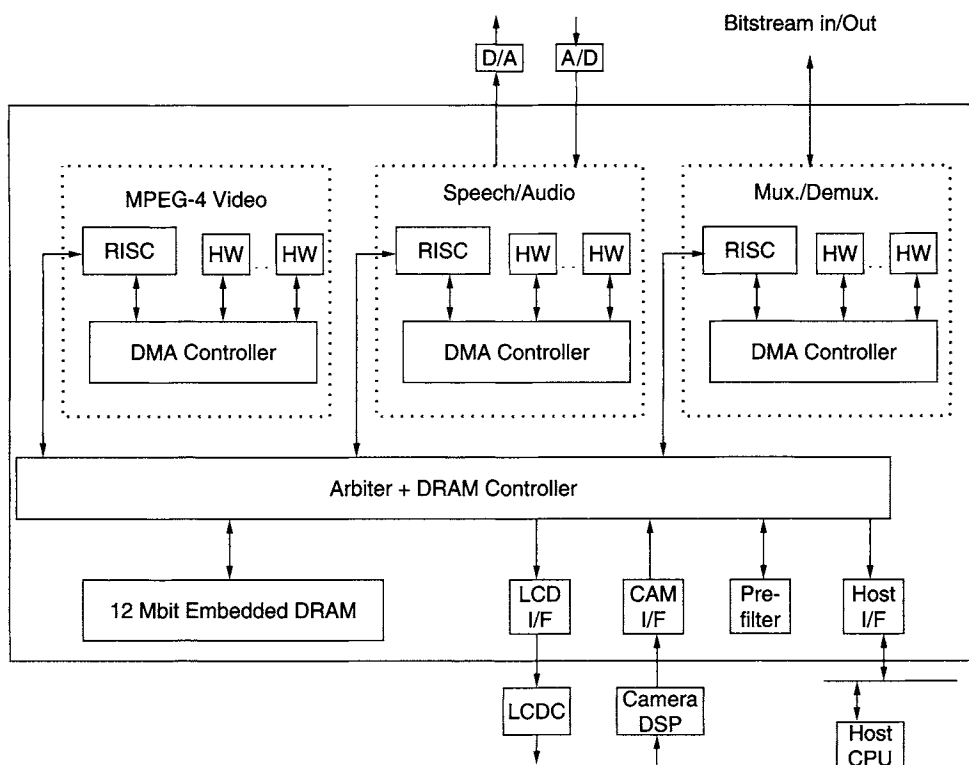 Bitstream in/Out
D/A
A/D
MPEG-4 Video
Speech/Audio
Mux./Demux.
RISC
HW
HW
RISC
HW
HW
RISC
HW
HW
DMA Controller
DMA Controller
DMA Controller
Arbiter + DRAM Controller
12 Mbit Embedded DRAM
LCD
I/F
CAM
I/F
Pre-
filter
Host
I/F
LCDC
Camera
DSP
Host
CPU